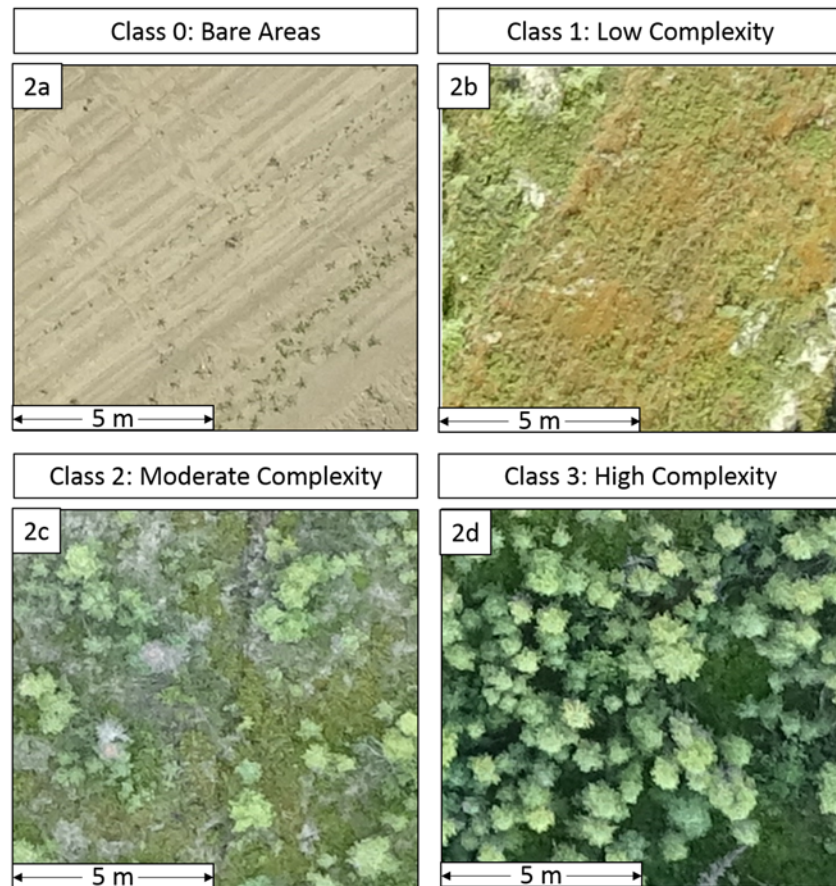 Class 0: Bare Areas
Class 1: Low Complexity
2a
2b
5 m
5 m
Class 2: Moderate Complexity
Class 3: High Complexity
2c
2d
5 m
5 m